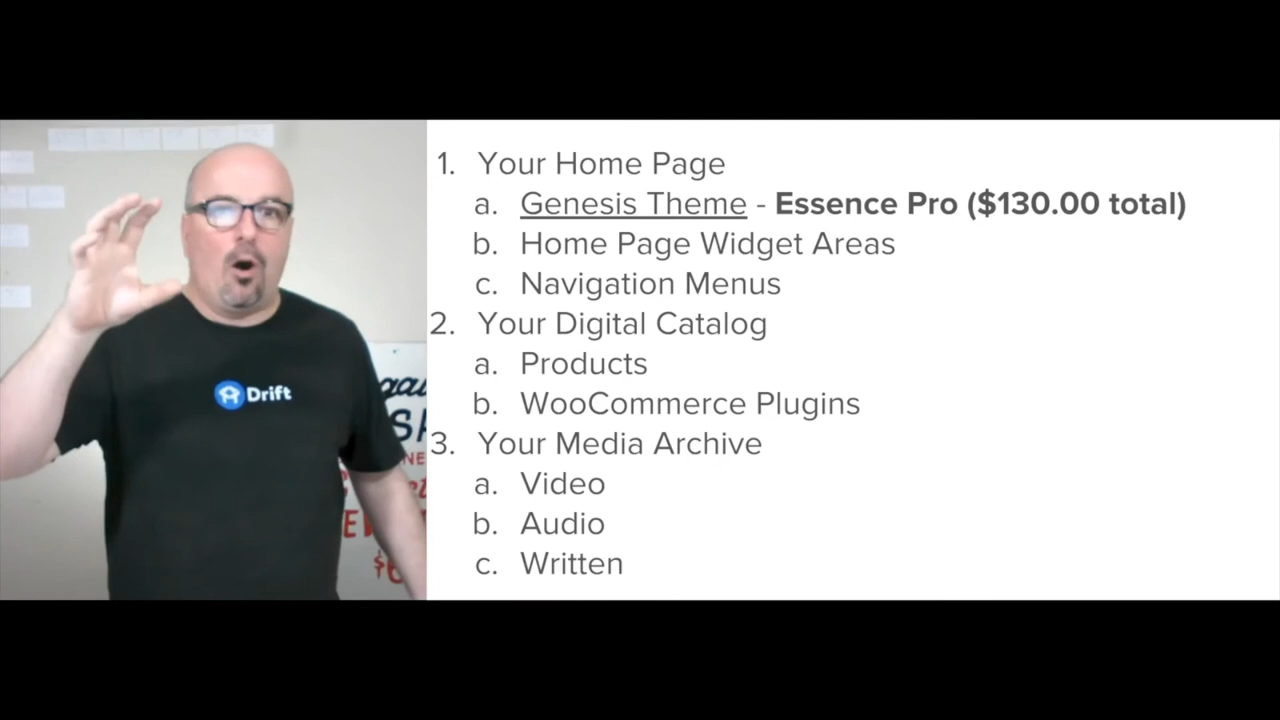 1. Your Home Page
a. Genesis Theme - Essence Pro ($130.00 total)
b. Home Page Widget Areas
c. Navigation Menus
2. Your Digital Catalog
a. Products
b. WooCommerce Plugins
3. Your Media Archive
a. Video
b. Audio
c. Written
Drift